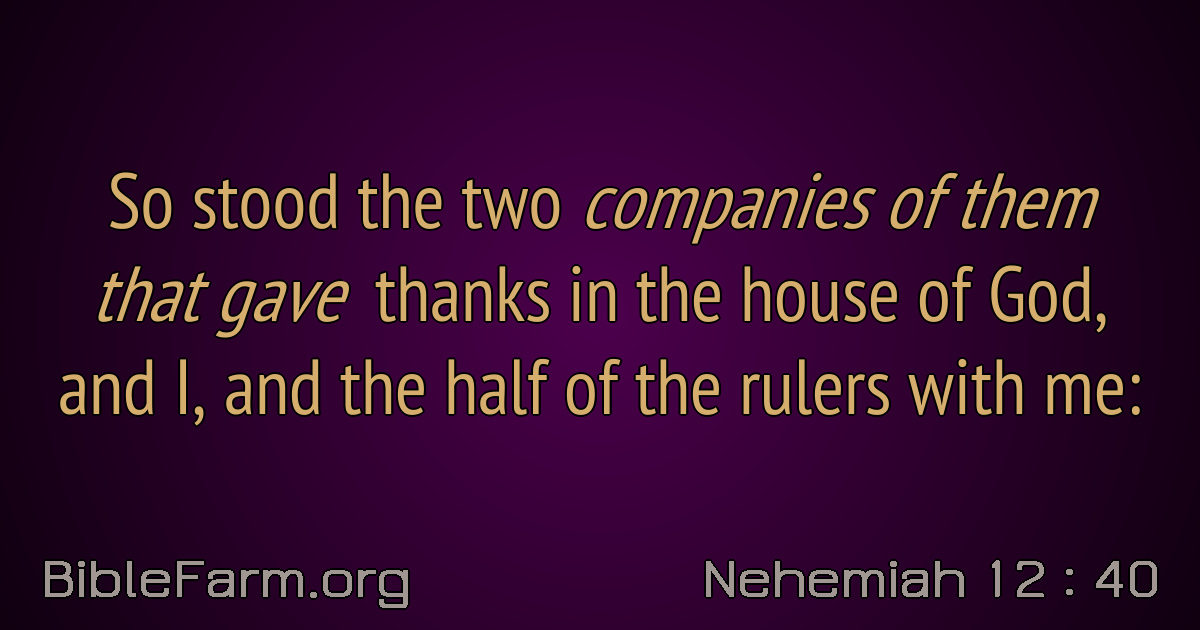 So stood the two companies of them
that gave thanks in the house of God,
and I, and the half of the rulers with me:
BibleFarm.org
Nehemiah 12 : 40